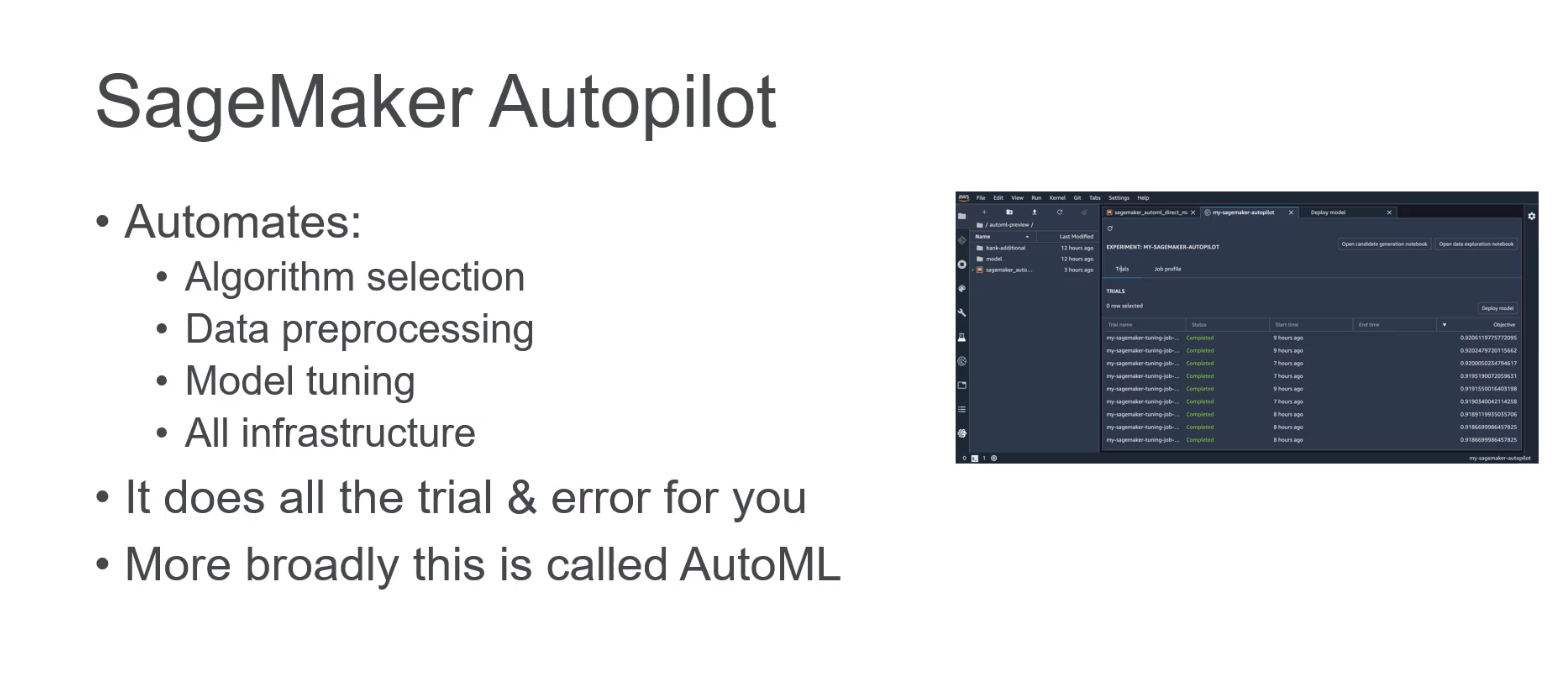 SageMaker Autopilot
• Automates:
• Algorithm selection
• Data preprocessing
• Model tuning
• All infrastructure
• It does all the trial & error for you
• More broadly this is called AutoML
aws File Edit View Run Kernel Git Tabs Settings Help
/ automl-preview /
Name Last Modified
bank-additional 12 hours ago
model 12 hours ago
sagemaker_auto... 3 hours ago
sagemaker_automl_direct_m my-sagemaker-autopilot Deploy model
EXPERIMENT: MY-SAGEMAKER-AUTOPILOT
Open candidate generation notebook Open data exploration notebook
Trials Job profile
TRIALS
0 row selected
Deploy model
Trial name Status Start time End time Objective
my-sagemaker-tuning-job-... Completed 9 hours ago 0.9206119775772095
my-sagemaker-tuning-job-... Completed 9 hours ago 0.9202479720115662
my-sagemaker-tuning-job-... Completed 7 hours ago 0.9200050234794617
my-sagemaker-tuning-job-... Completed 7 hours ago 0.9195190072059631
my-sagemaker-tuning-job-... Completed 9 hours ago 0.9191550016403198
my-sagemaker-tuning-job-... Completed 7 hours ago 0.9190340042114258
my-sagemaker-tuning-job-... Completed 8 hours ago 0.9189119935035706
my-sagemaker-tuning-job-... Completed 8 hours ago 0.9186699986457825
my-sagemaker-tuning-job-... Completed 8 hours ago 0.9186699986457825
0 1 my-sagemaker-autopilot